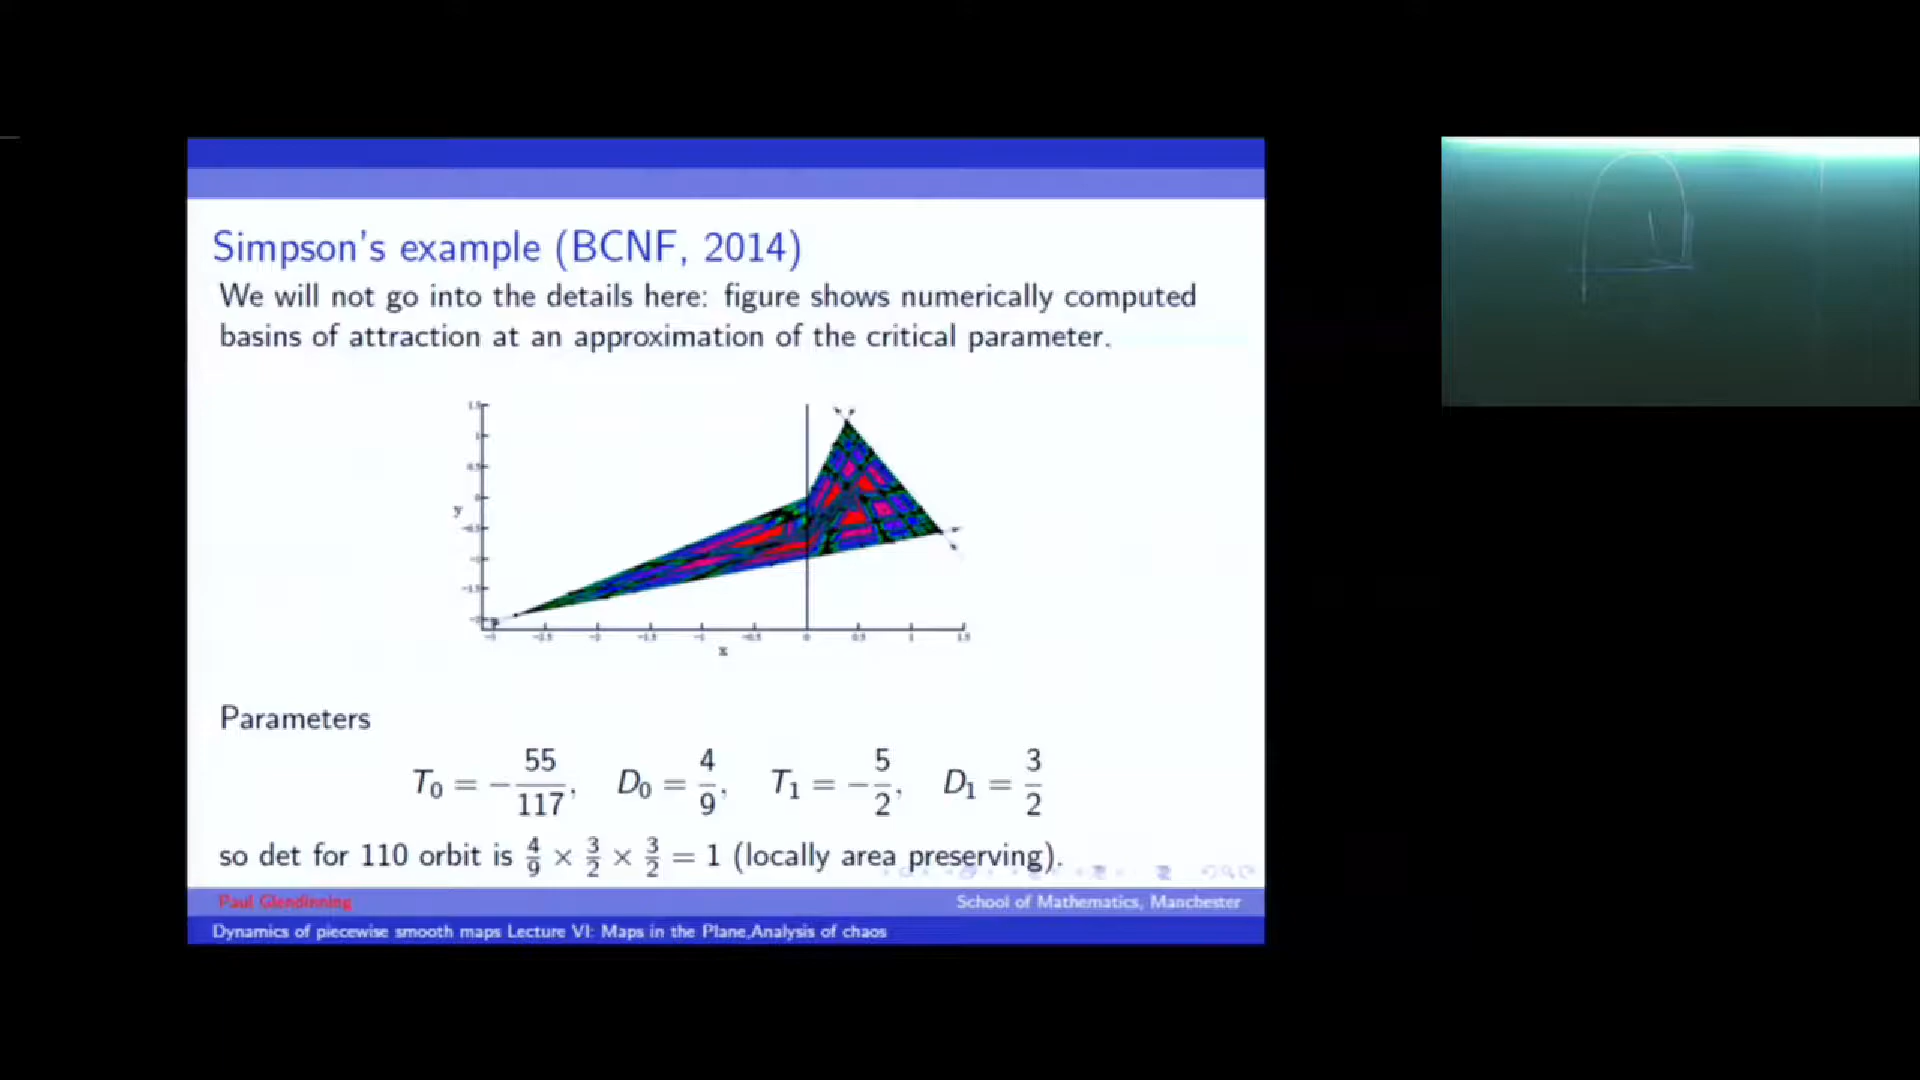 Simpson's example (BCNF, 2014)
We will not go into the details here: figure shows numerically computed
basins of attraction at an approximation of the critical parameter.
y
x
Parameters
T₀ = −55/117, D₀ = 4/9, T₁ = −5/2, D₁ = 3/2
so det for 110 orbit is 4/9 × 3/2 × 3/2 = 1 (locally area preserving).
Paul Glendinning
School of Mathematics, Manchester
Dynamics of piecewise smooth maps Lecture VI: Maps in the Plane,Analysis of chaos